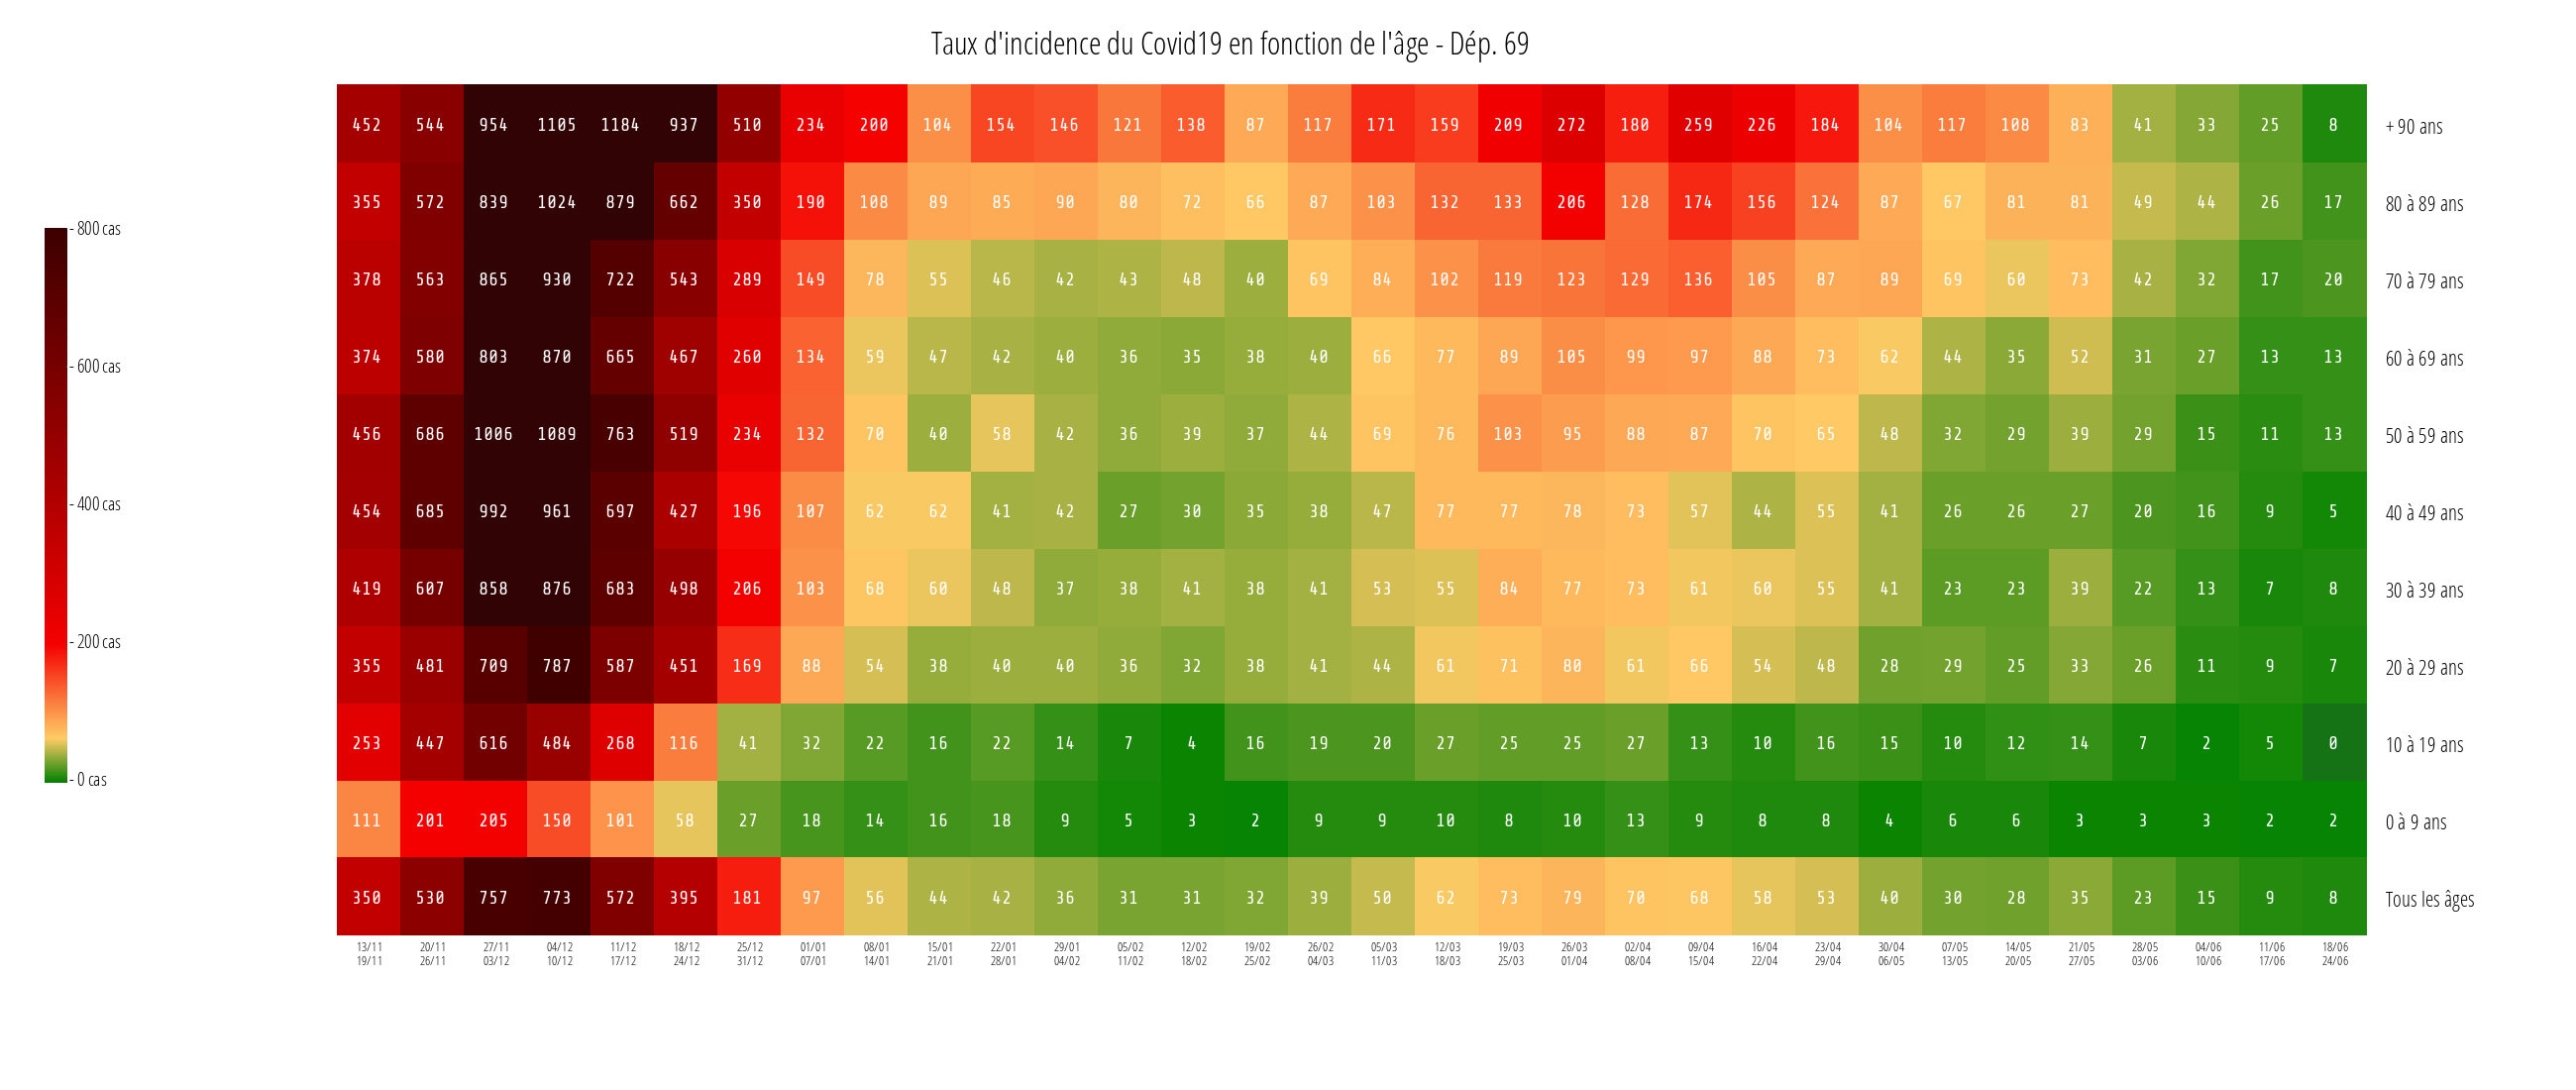 Taux d'incidence du Covid19 en fonction de l'âge - Dép. 69
452 544 954 1105 1184 937 510 234 200 104 154 146 121 138 87 117 171 159 209 272 180 259 226 184 104 117 108 83 41 33 25 8 + 90 ans
355 572 839 1024 879 662 350 190 108 89 85 90 80 72 66 87 103 132 133 206 128 174 156 124 87 67 81 81 49 44 26 17 80 à 89 ans
378 563 865 930 722 543 289 149 78 55 46 42 43 48 40 69 84 102 119 123 129 136 105 87 89 69 60 73 42 32 17 20 70 à 79 ans
374 580 803 870 665 467 260 134 59 47 42 40 36 35 38 40 66 77 89 105 99 97 88 73 62 44 35 52 31 27 13 13 60 à 69 ans
456 686 1006 1089 763 519 234 132 70 40 58 42 36 39 37 44 69 76 103 95 88 87 70 65 48 32 29 39 29 15 11 13 50 à 59 ans
454 685 992 961 697 427 196 107 62 62 41 42 27 30 35 38 47 77 77 78 73 57 44 55 41 26 26 27 20 16 9 5 40 à 49 ans
419 607 858 876 683 498 206 103 68 60 48 37 38 41 38 41 53 55 84 77 73 61 60 55 41 23 23 39 22 13 7 8 30 à 39 ans
355 481 709 787 587 451 169 88 54 38 40 40 36 32 38 41 44 61 71 80 61 66 54 48 28 29 25 33 26 11 9 7 20 à 29 ans
253 447 616 484 268 116 41 32 22 16 22 14 7 4 16 19 20 27 25 25 27 13 10 16 15 10 12 14 7 2 5 0 10 à 19 ans
111 201 205 150 101 58 27 18 14 16 18 9 5 3 2 9 9 10 8 10 13 9 8 8 4 6 6 3 3 3 2 2 0 à 9 ans
350 530 757 773 572 395 181 97 56 44 42 36 31 31 32 39 50 62 73 79 70 68 58 53 40 30 28 35 23 15 9 8 Tous les âges
13/11 20/11 27/11 04/12 11/12 18/12 25/12 01/01 08/01 15/01 22/01 29/01 05/02 12/02 19/02 26/02 05/03 12/03 19/03 26/03 02/04 09/04 16/04 23/04 30/04 07/05 14/05 21/05 28/05 04/06 11/06 18/06
19/11 26/11 03/12 10/12 17/12 24/12 31/12 07/01 14/01 21/01 28/01 04/02 11/02 18/02 25/02 04/03 11/03 18/03 25/03 01/04 08/04 15/04 22/04 29/04 06/05 13/05 20/05 27/05 03/06 10/06 17/06 24/06
- 800 cas
- 600 cas
- 400 cas
- 200 cas
- 0 cas